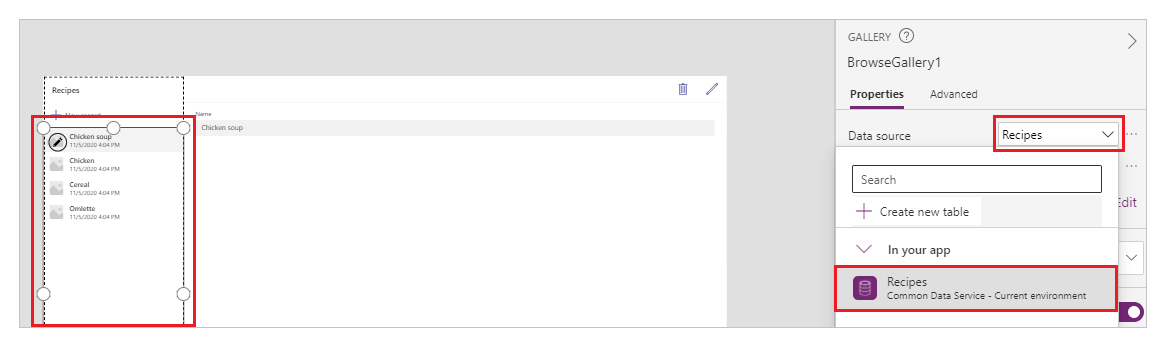 Recipes
New record
Chicken soup
11/5/2020 4:04 PM
Chicken
11/5/2020 4:04 PM
Cereal
11/5/2020 4:04 PM
Omlette
11/5/2020 4:04 PM
Name
Chicken soup
GALLERY ?
BrowseGallery1
Properties Advanced
Data source Recipes
Search
Create new table
Edit
In your app
Recipes
Common Data Service - Current environment